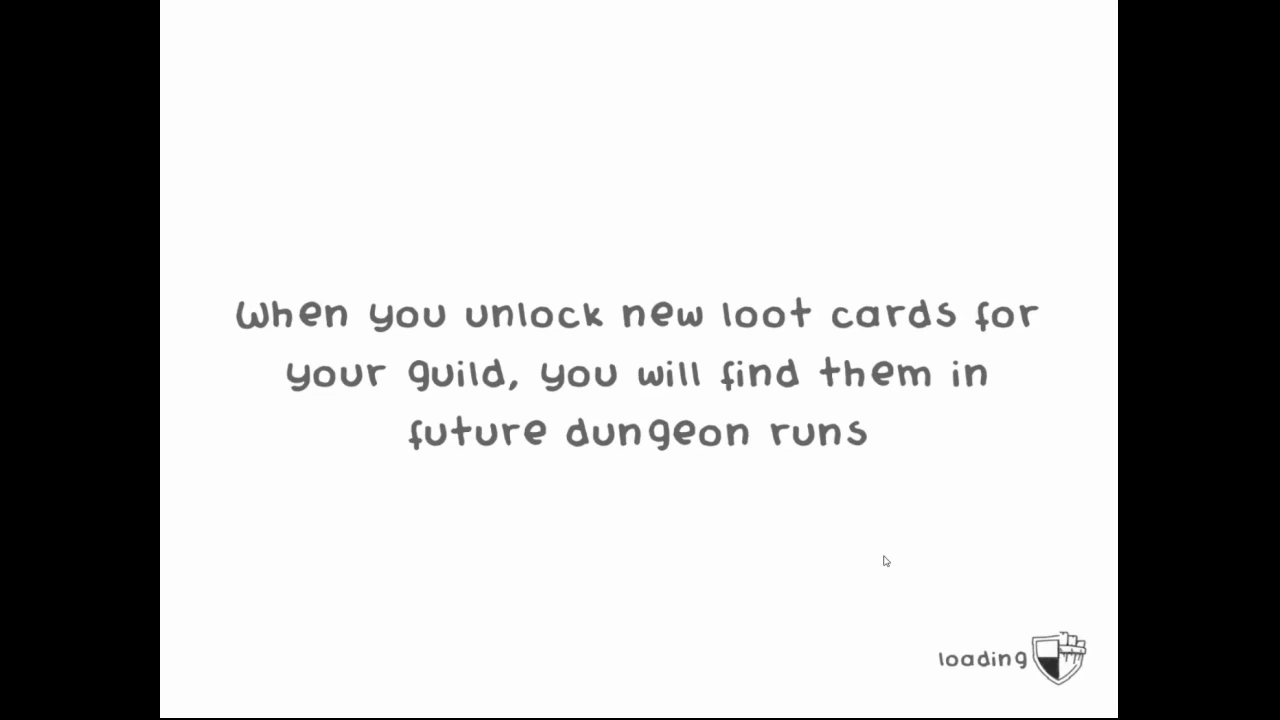 When you unlock new loot cards for
your guild, you will find them in
future dungeon runs
loading